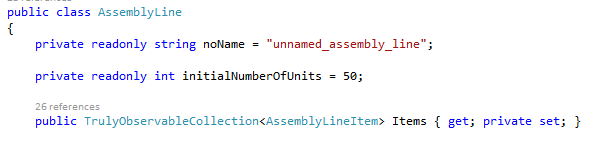 public class AssemblyLine
{
private readonly string noName = "unnamed_assembly_line";
private readonly int initialNumberOfUnits = 50;
26 references
public TrulyObservableCollection<AssemblyLineItem> Items { get; private set; }